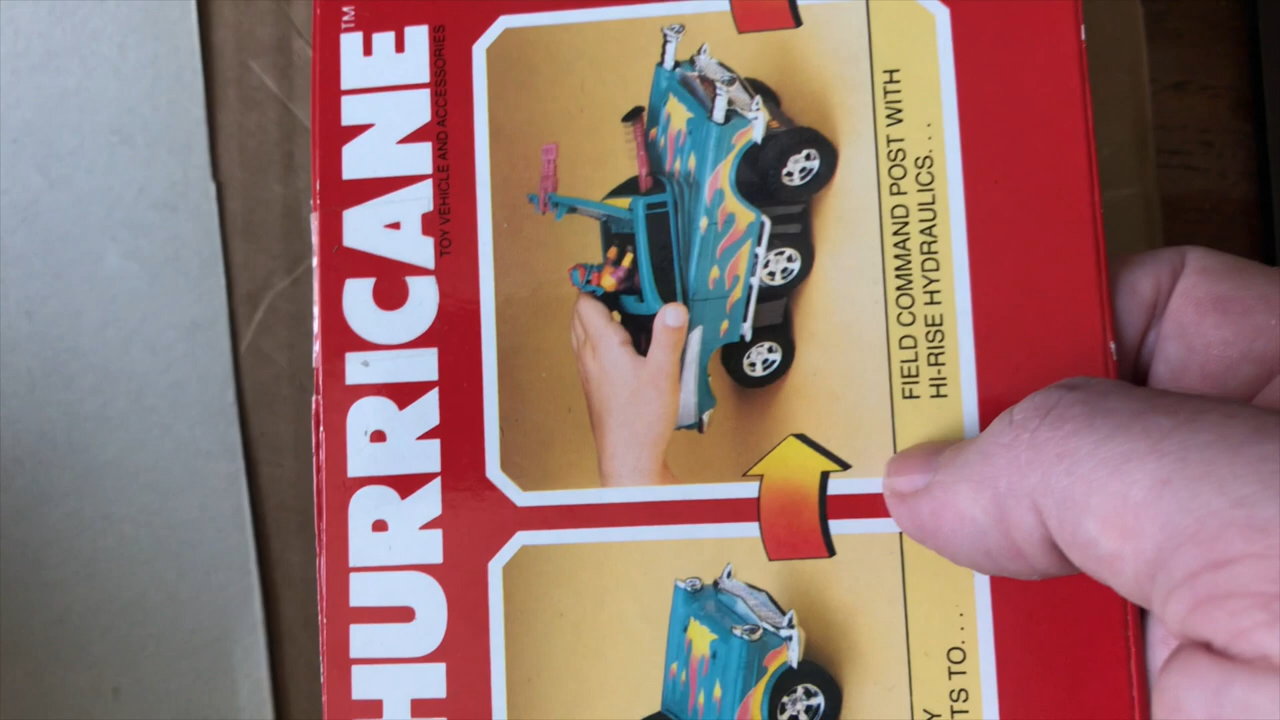 HURRICANE™
TOY VEHICLE AND ACCESSORIES
TS TO. . .
FIELD COMMAND POST WITH
HI-RISE HYDRAULICS. . .